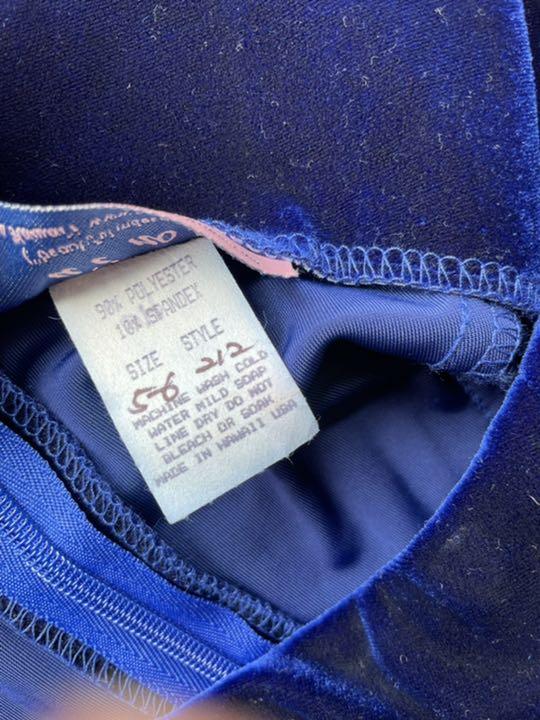 90% POLYESTER
10% SPANDEX
SIZE STYLE
5-6 212
MACHINE WASH COLD
WATER MILD SOAP
LINE DRY DO NOT
BLEACH OR SOAK
MADE IN HAWAII USA